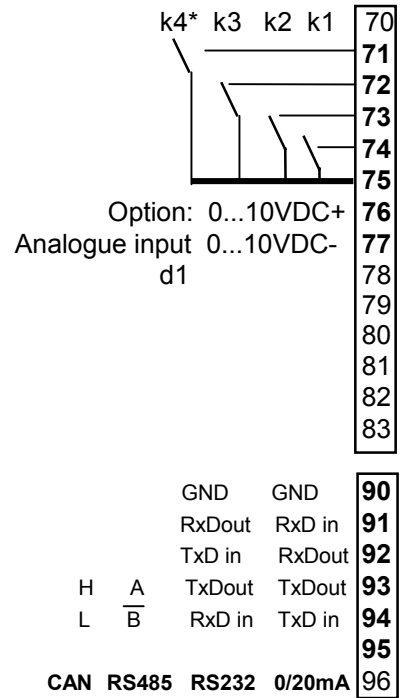 k4* k3 k2 k1 70
71
72
73
74
75
Option: 0...10VDC+ 76
Analogue input 0...10VDC- 77
d1 78
79
80
81
82
83
GND GND 90
RxDout RxD in 91
TxD in RxDout 92
H A TxDout TxDout 93
L B̅ RxD in TxD in 94
95
CAN RS485 RS232 0/20mA 96